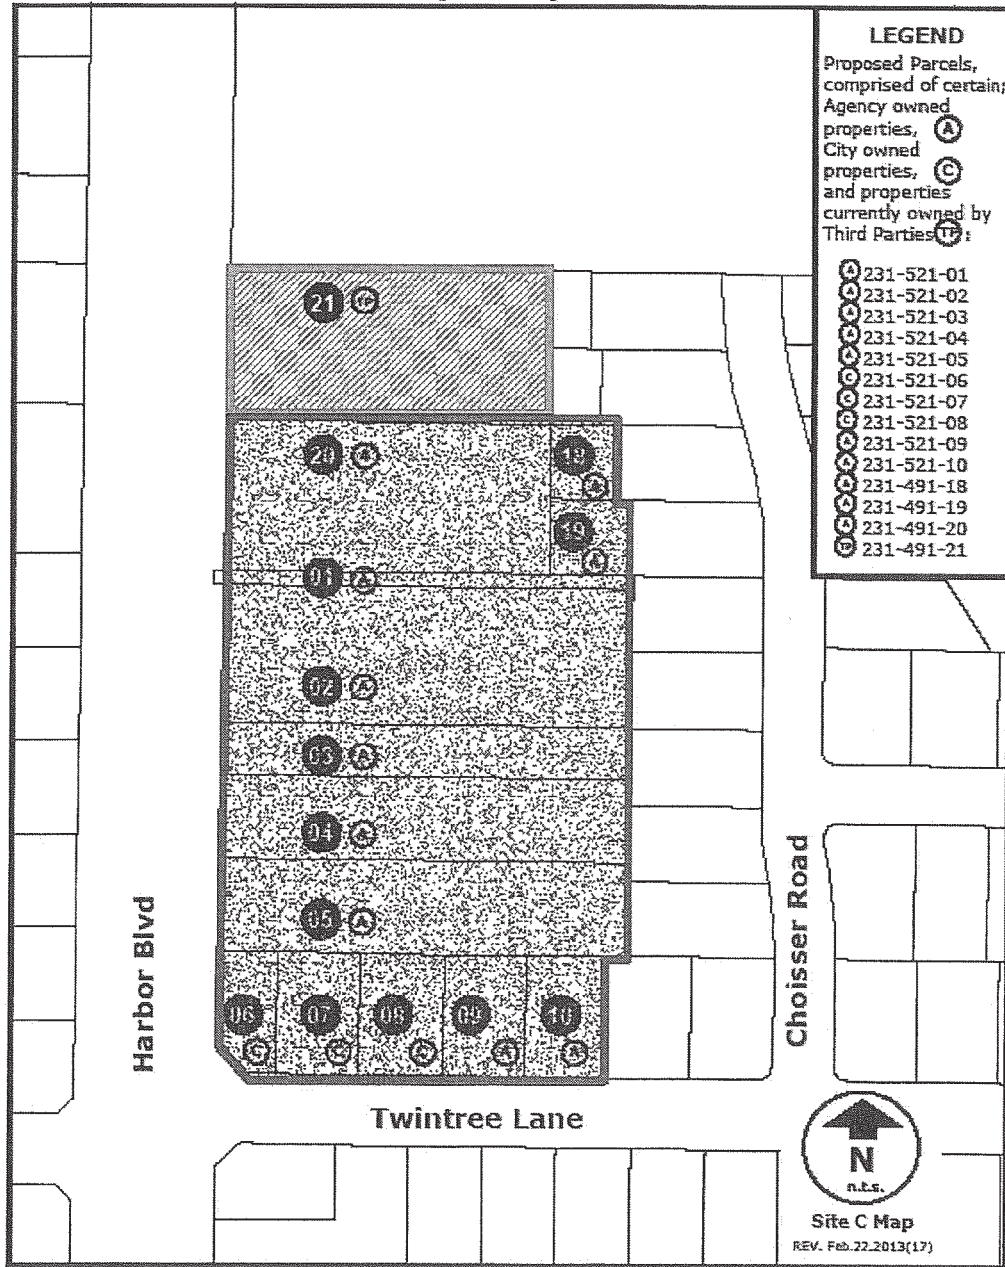 LEGEND
Proposed Parcels,
comprised of certain;
Agency owned
properties, A
City owned
properties, C
and properties
currently owned by
Third Parties TP :
A 231-521-01
A 231-521-02
A 231-521-03
A 231-521-04
A 231-521-05
C 231-521-06
C 231-521-07
C 231-521-08
A 231-521-09
A 231-521-10
A 231-491-18
A 231-491-19
A 231-491-20
TP 231-491-21
21 TP
20 A
18
A
19
A
01 A
02 A
03 A
04 A
05 A
06 07 08 09 10
C C C A A
Harbor Blvd
Choisser Road
Twintree Lane
N
n.t.s.
Site C Map
REV. Feb.22.2013(17)